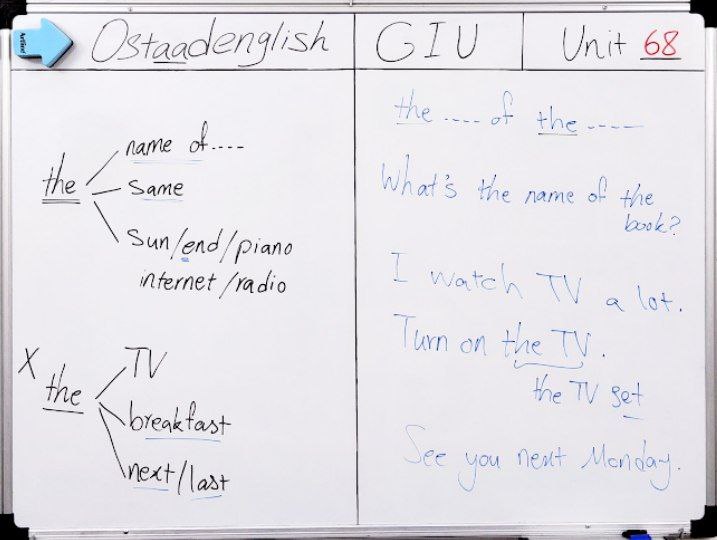 Ostaadenglish
GIU
Unit 68
the
name of....
same
sun/end/piano
internet/radio
X the
TV
breakfast
next/last
the .... of the ----
What's the name of the
book?
I watch TV a lot.
Turn on the TV.
the TV set
See you next Monday.